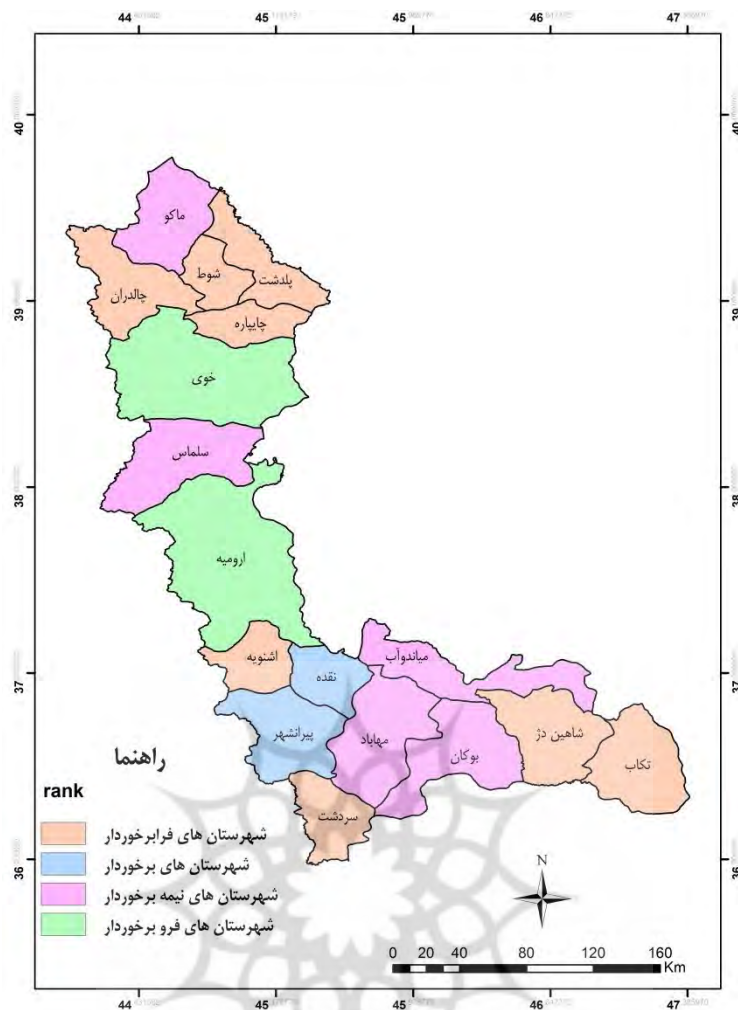 44 45 45 46 47
40
ماکو
پلدشت
شوط
چالدران
39
چایپاره
خوی
سلماس
38
ارومیه
37
اشنویه
نقده
میاندوآب
پیرانشهر
مهاباد
بوکان
شاهین دژ
تکاب
سردشت
36
راهنما
rank
شهرستان های فرابرخوردار
شهرستان های برخوردار
شهرستان های نیمه برخوردار
شهرستان های فرو برخوردار
N
0 20 40 80 120 160
Km
40
39
38
37
36
44 45 45 46 47